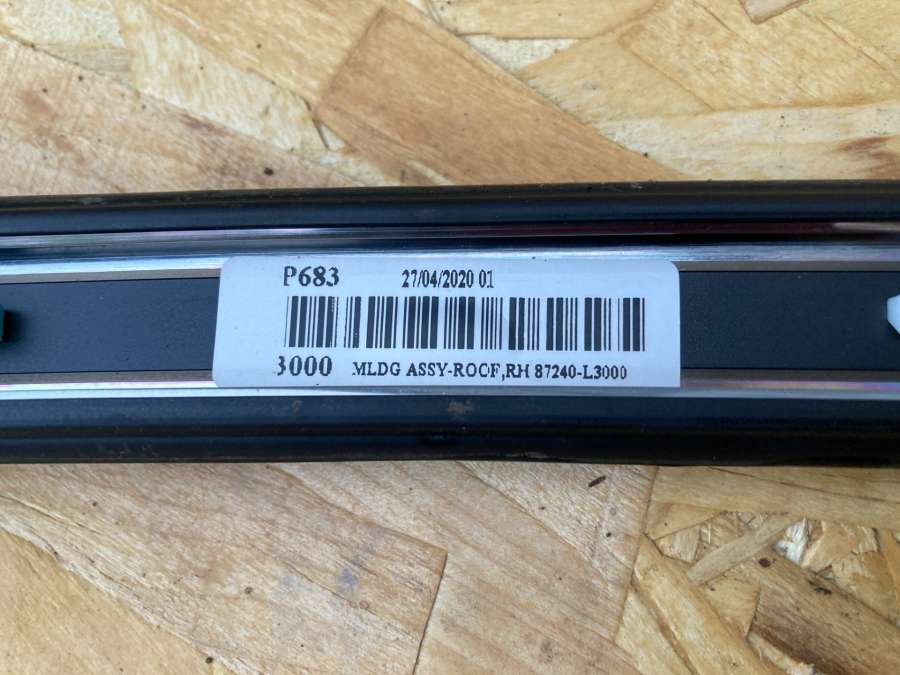 P683 27/04/2020 01
3000 MLDG ASSY-ROOF,RH 87240-L3000